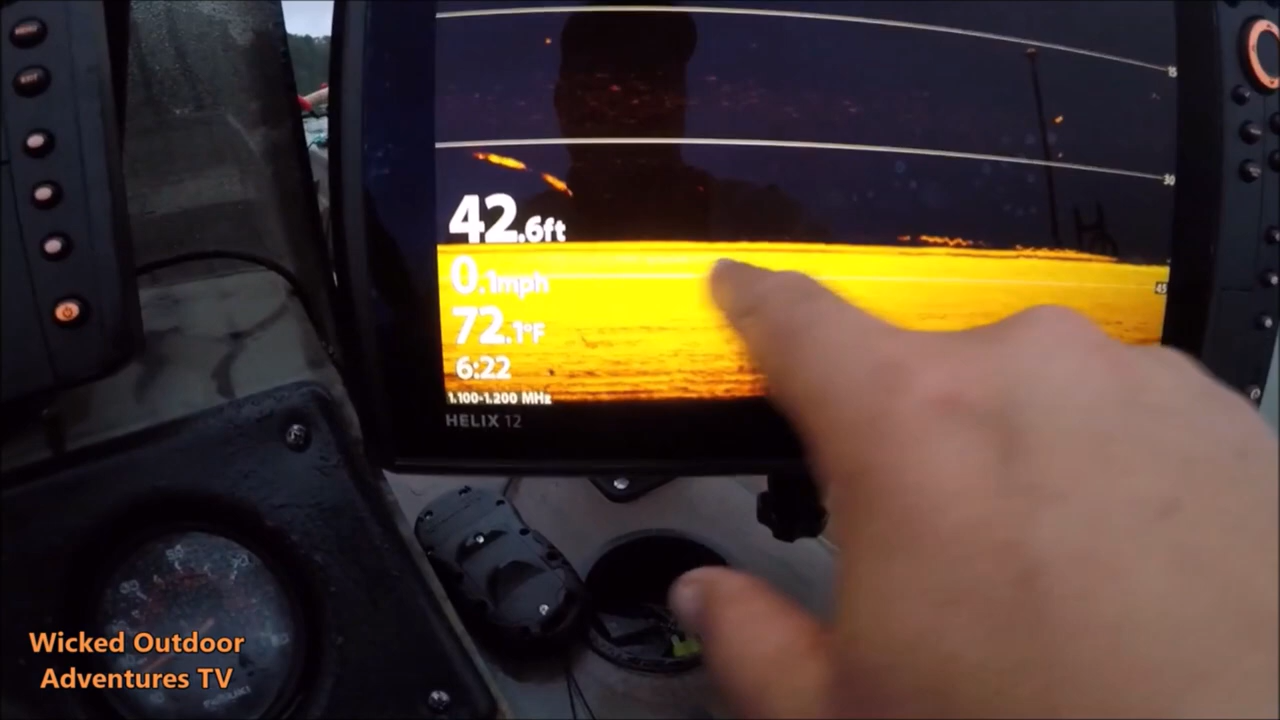 15
30
42.6ft
0.1mph
45
72.1°F
6:22
1.100-1.200 MHz
HELIX 12
Wicked Outdoor
Adventures TV